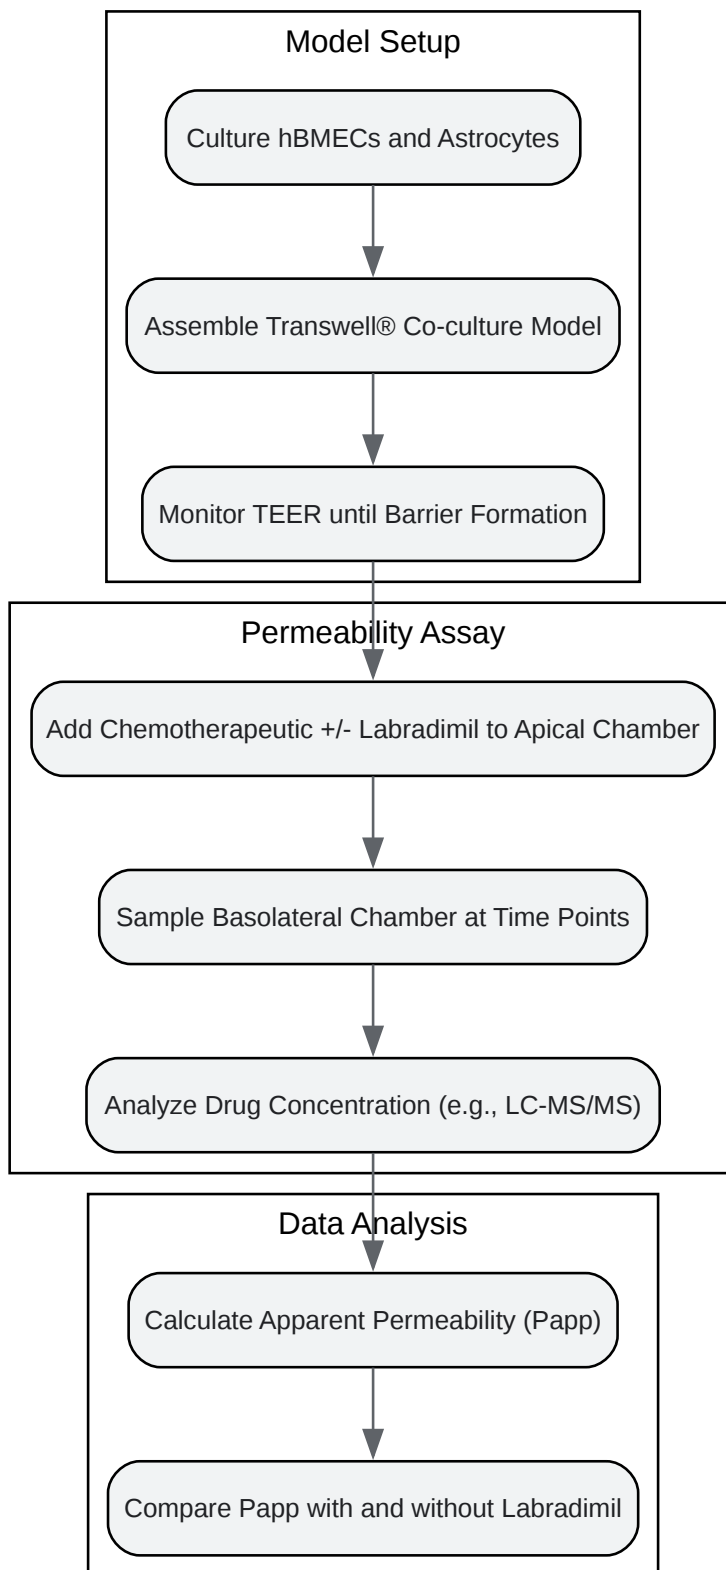 Model Setup
Culture hBMECs and Astrocytes
Assemble Transwell® Co-culture Model
Monitor TEER until Barrier Formation
Permeability Assay
Add Chemotherapeutic +/- Labradimil to Apical Chamber
Sample Basolateral Chamber at Time Points
Analyze Drug Concentration (e.g., LC-MS/MS)
Data Analysis
Calculate Apparent Permeability (Papp)
Compare Papp with and without Labradimil